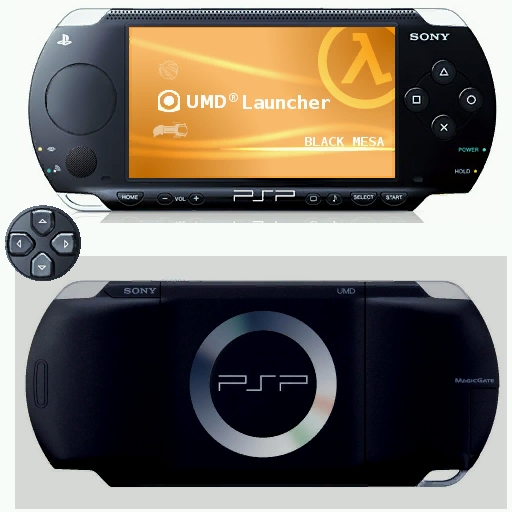 SONY
UMD® Launcher
BLACK MESA
POWER
HOLD
HOME
VOL
PSP
SELECT
START
SONY
UMD
PSP
MAGICGATE